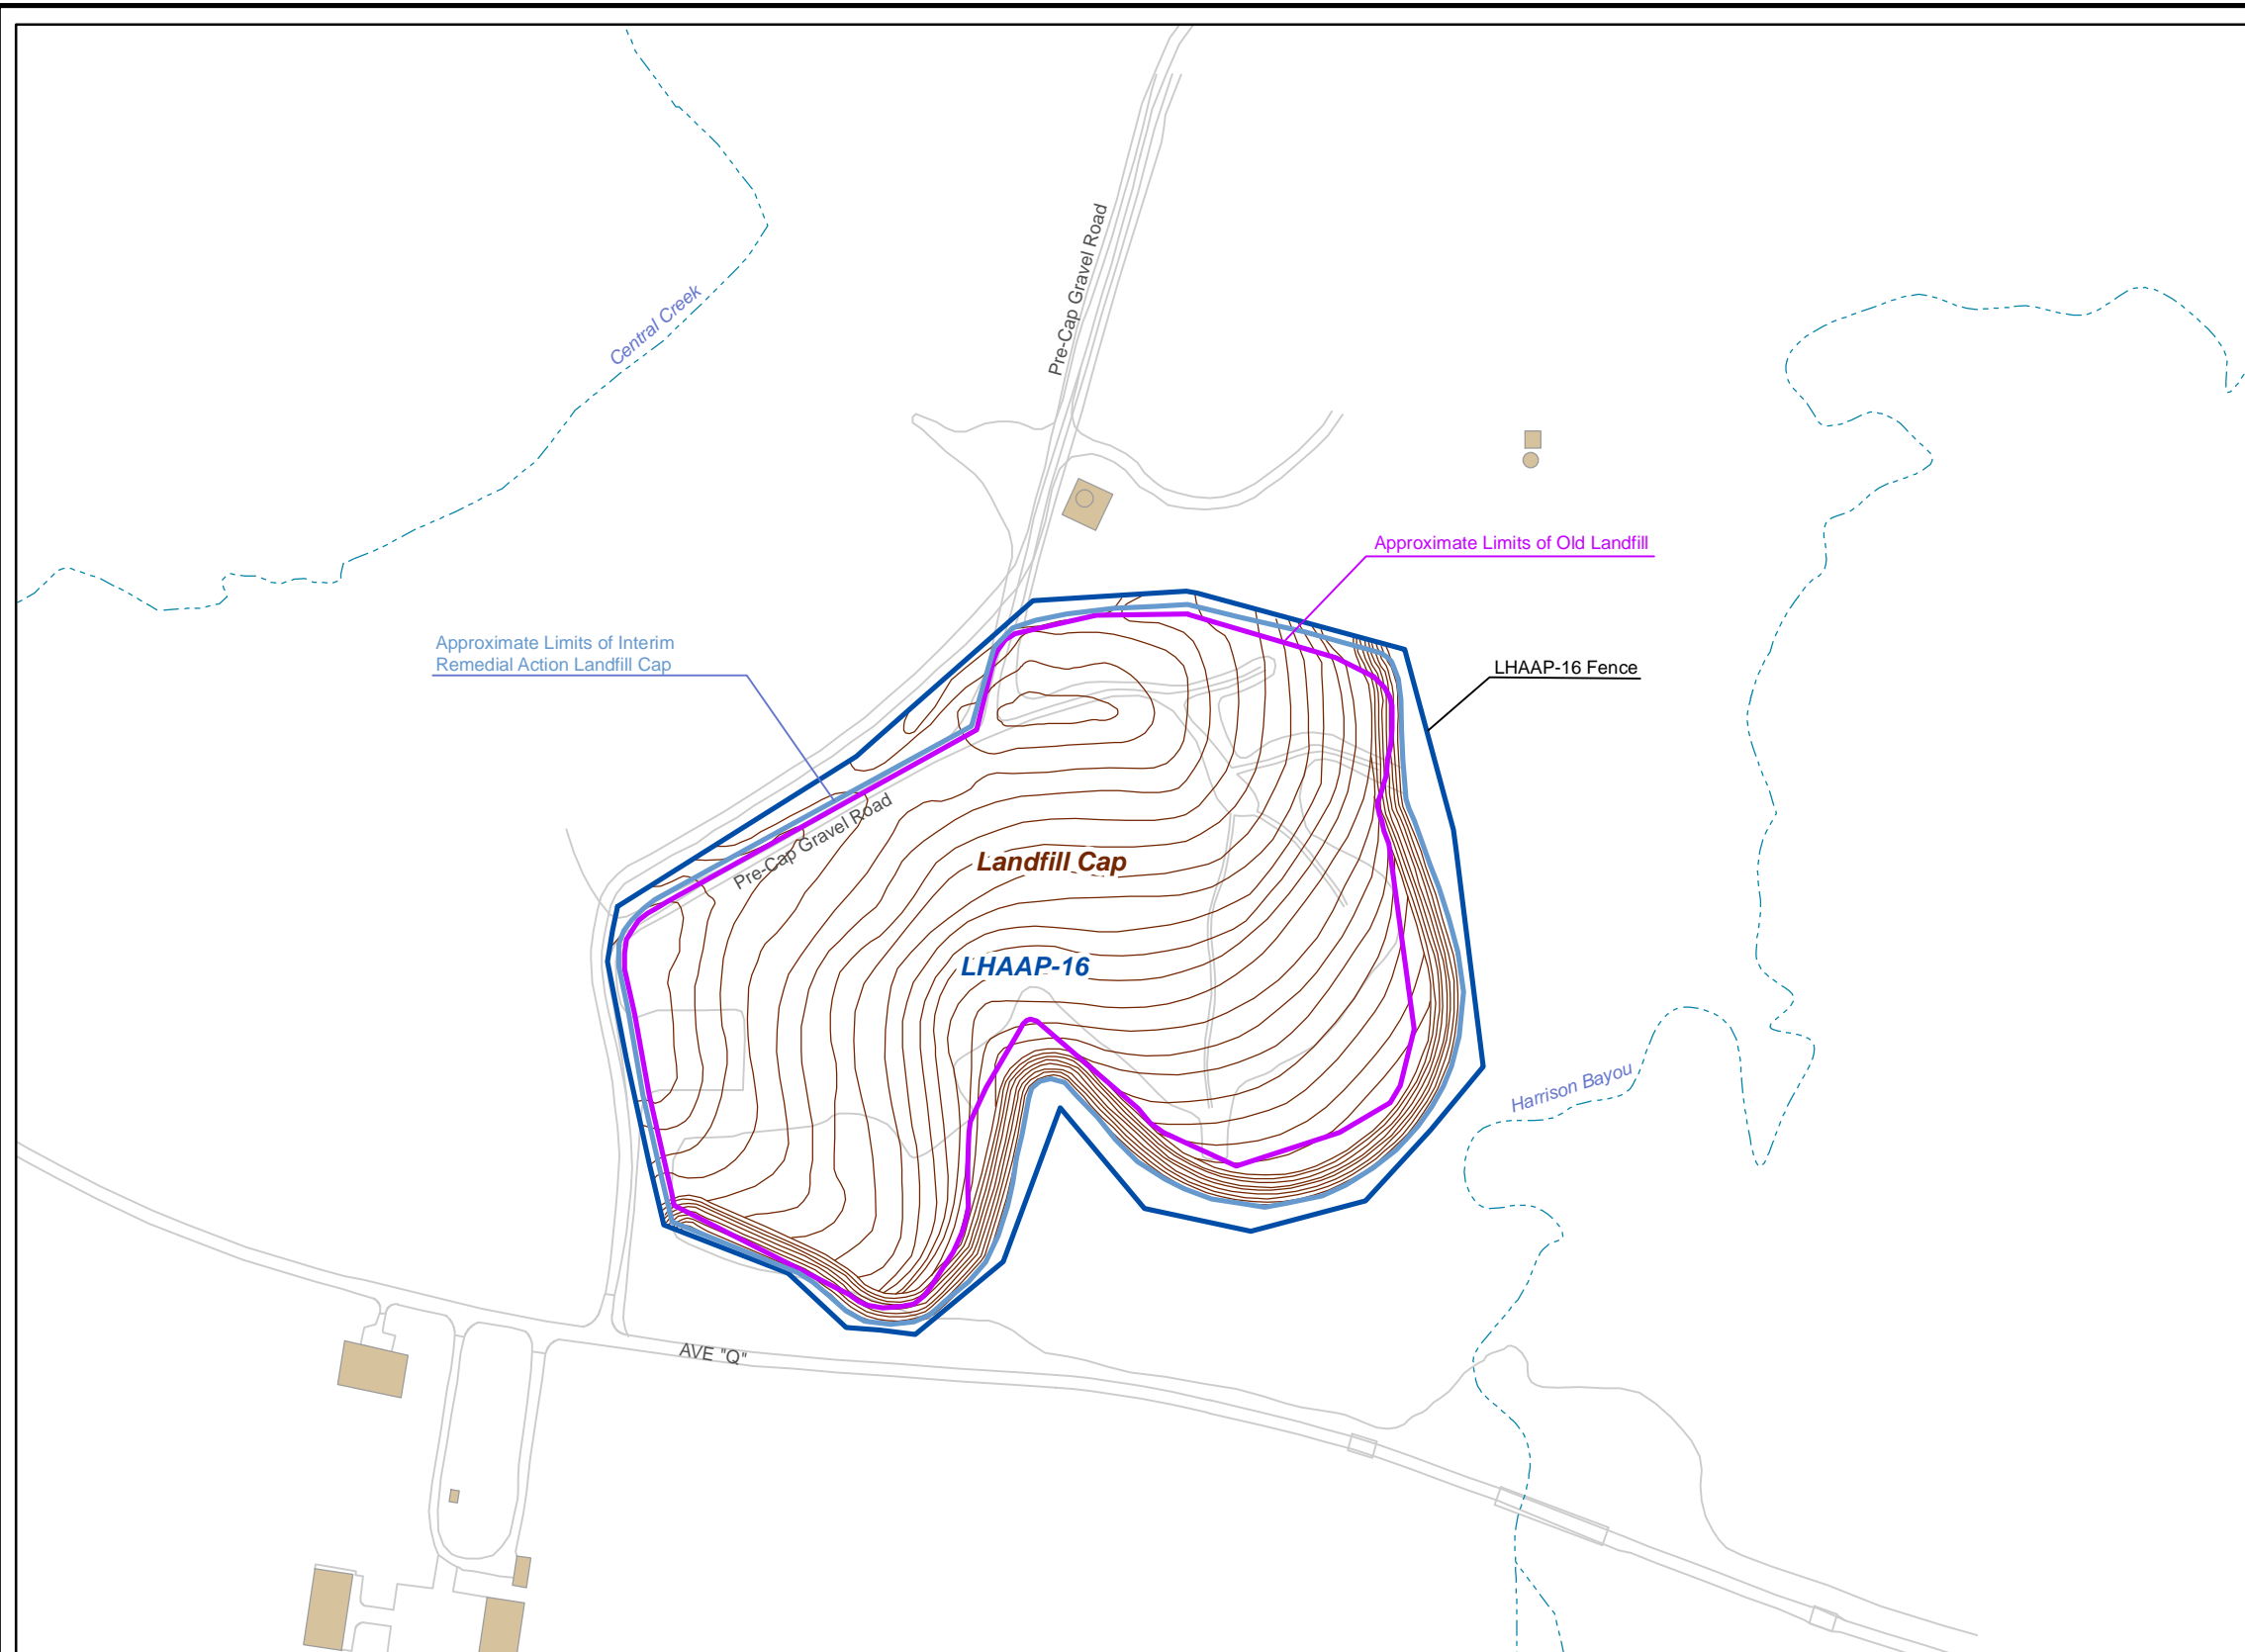 Pre-Cap Gravel Road
Central Creek
Approximate Limits of Old Landfill
Approximate Limits of Interim
Remedial Action Landfill Cap
LHAAP-16 Fence
Pre-Cap Gravel Road
Landfill Cap
LHAAP-16
Harrison Bayou
AVE "Q"